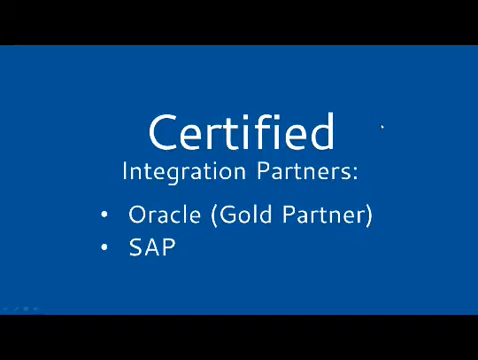 Certified
Integration Partners:
• Oracle (Gold Partner)
• SAP